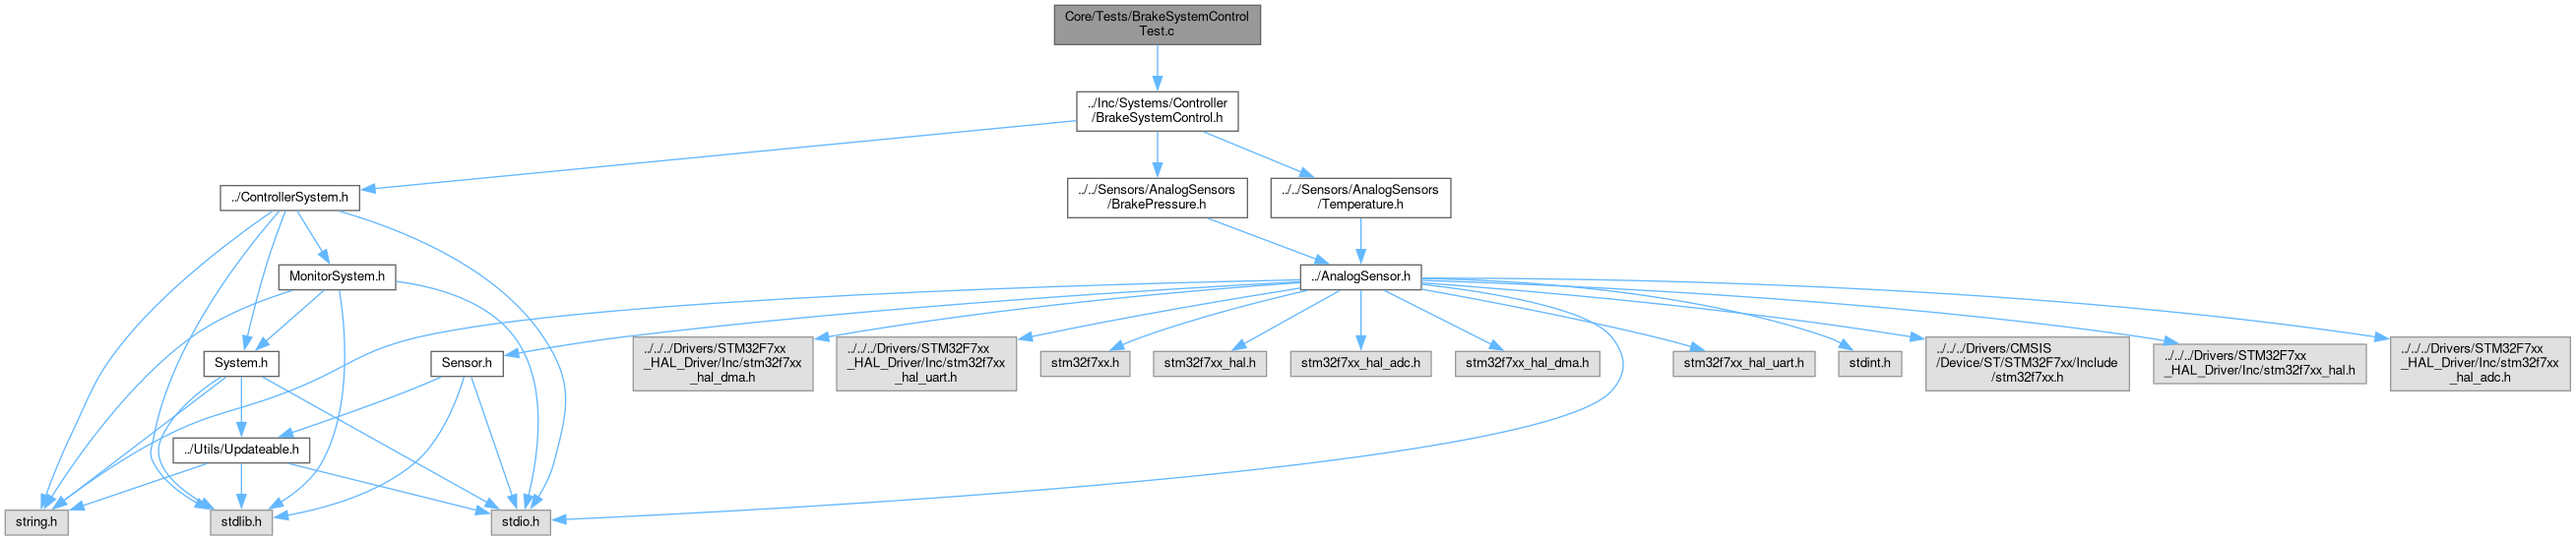 Core/Tests/BrakeSystemControl
Test.c
../Inc/Systems/Controller
/BrakeSystemControl.h
../ControllerSystem.h
../../Sensors/AnalogSensors
/BrakePressure.h
../../Sensors/AnalogSensors
/Temperature.h
MonitorSystem.h
../AnalogSensor.h
System.h
Sensor.h
../../../Drivers/STM32F7xx
_HAL_Driver/Inc/stm32f7xx
_hal_dma.h
../../../Drivers/STM32F7xx
_HAL_Driver/Inc/stm32f7xx
_hal_uart.h
stm32f7xx.h
stm32f7xx_hal.h
stm32f7xx_hal_adc.h
stm32f7xx_hal_dma.h
stm32f7xx_hal_uart.h
stdint.h
../../../Drivers/CMSIS
/Device/ST/STM32F7xx/Include
/stm32f7xx.h
../../../Drivers/STM32F7xx
_HAL_Driver/Inc/stm32f7xx_hal.h
../../../Drivers/STM32F7xx
_HAL_Driver/Inc/stm32f7xx
_hal_adc.h
../Utils/Updateable.h
string.h
stdlib.h
stdio.h